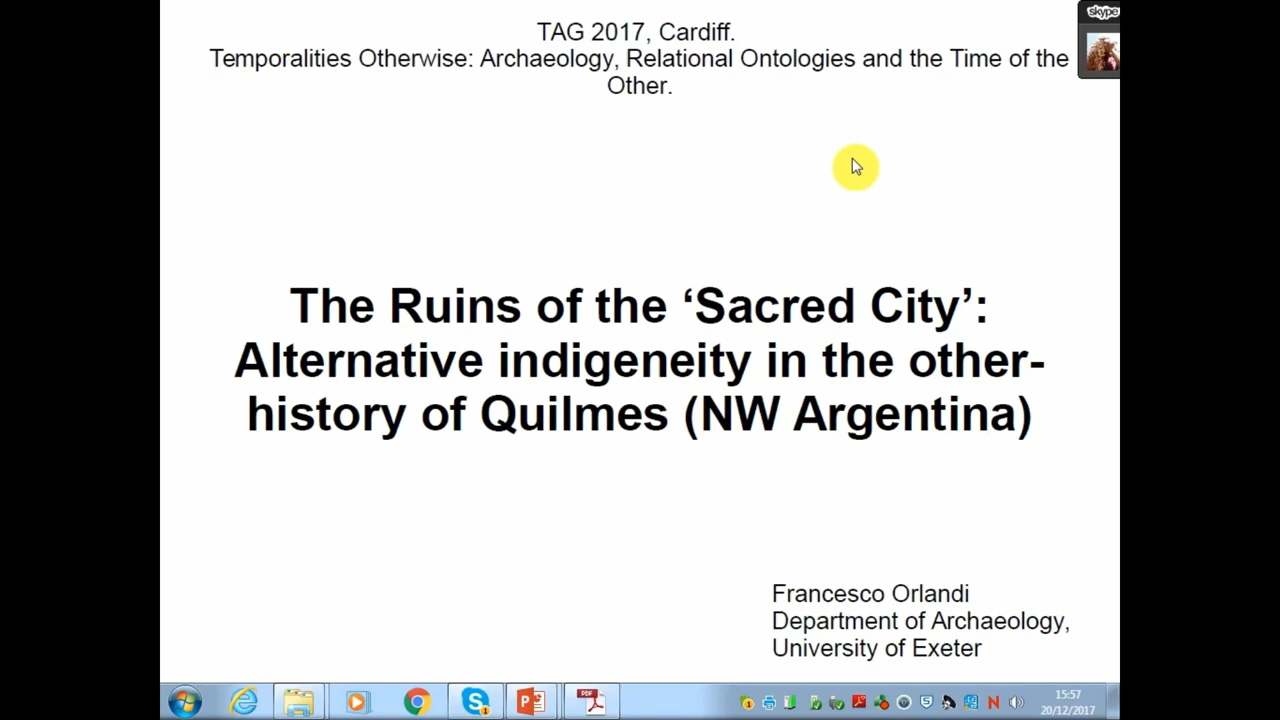 skype
TAG 2017, Cardiff.
Temporalities Otherwise: Archaeology, Relational Ontologies and the Time of the
Other.
The Ruins of the ‘Sacred City’:
Alternative indigeneity in the other-
history of Quilmes (NW Argentina)
Francesco Orlandi
Department of Archaeology,
University of Exeter
15:57
20/12/2017